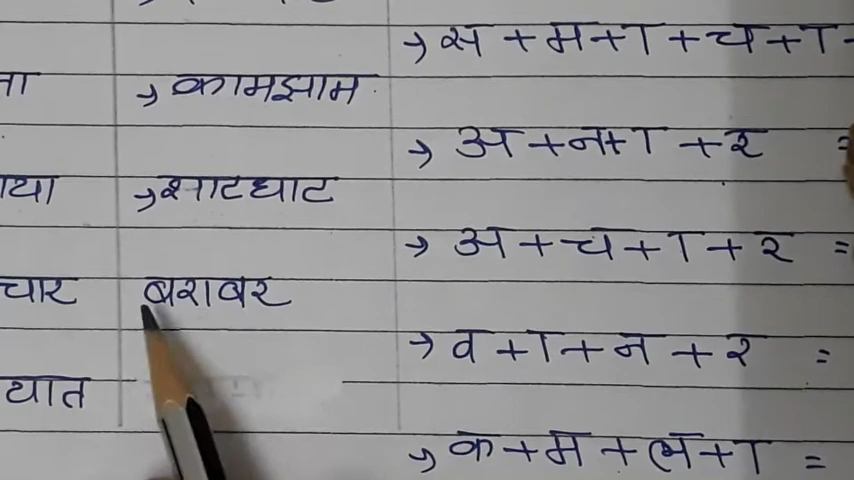 → स + म + ा + च + ा +
ना → कामझाम
→ अ + न + ा + र =
या → शाटघाट
→ अ + च + ा + र =
चार बराबर
→ व + ा + न + र =
यात
→ क + म + ल + ा =